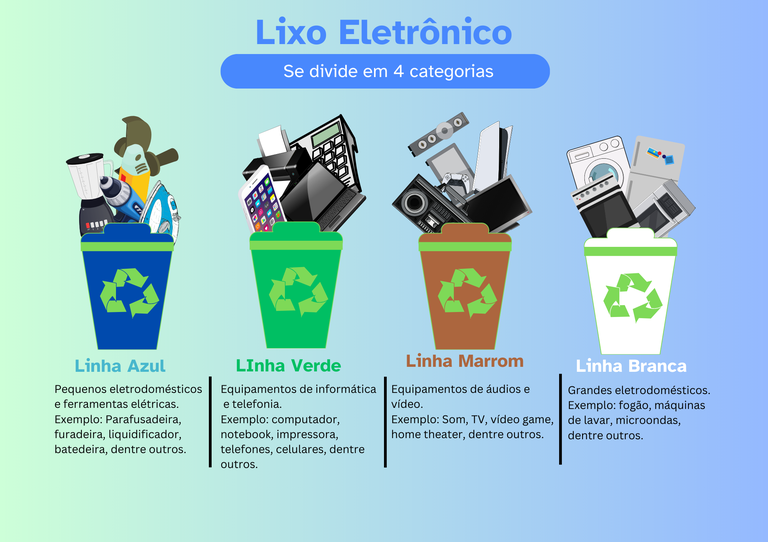 Lixo Eletrônico
Se divide em 4 categorias
Linha Azul
Pequenos eletrodomésticos
e ferramentas elétricas.
Exemplo: Parafusadeira,
furadeira, liquidificador,
batedeira, dentre outros.
LInha Verde
Equipamentos de informática
e telefonia.
Exemplo: computador,
notebook, impressora,
telefones, celulares, dentre
outros.
Linha Marrom
Equipamentos de áudios e
vídeo.
Exemplo: Som, TV, vídeo game,
home theater, dentre outros.
Linha Branca
Grandes eletrodomésticos.
Exemplo: fogão, máquinas
de lavar, microondas,
dentre outros.